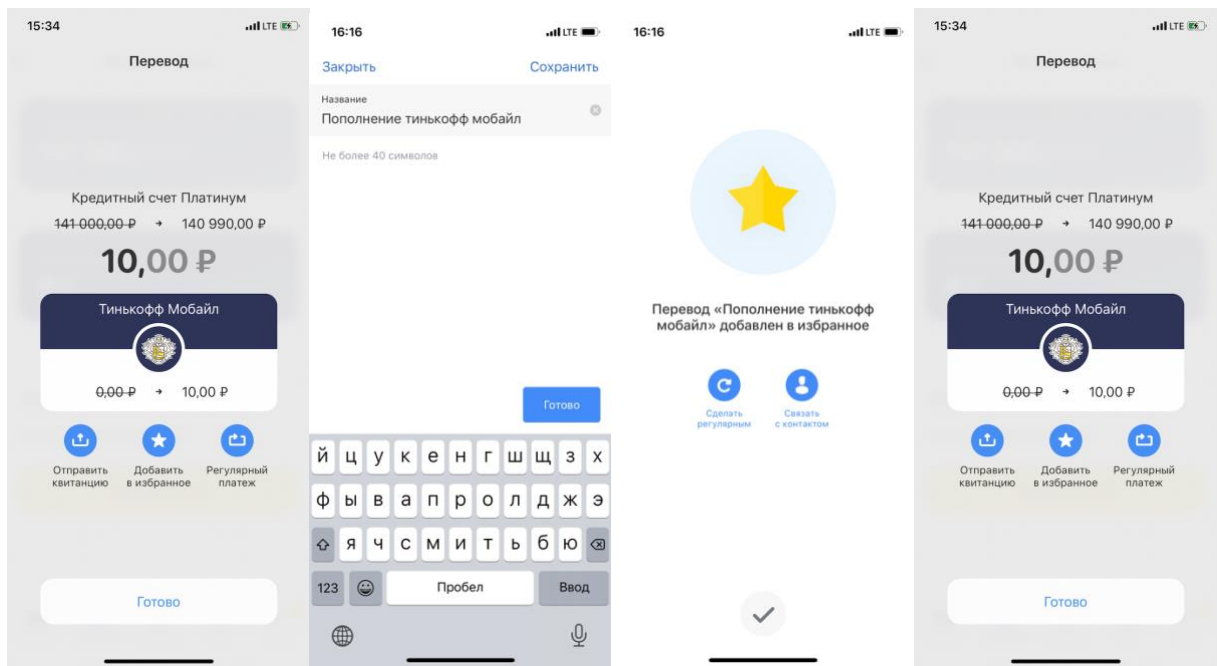 15:34
LTE
Перевод
Кредитный счет Платинум
141 000,00 ₽ → 140 990,00 ₽
10,00 ₽
Тинькофф Мобайл
0,00 ₽ → 10,00 ₽
Отправить
квитанцию
Добавить
в избранное
Регулярный
платеж
Готово
16:16
LTE
Закрыть
Сохранить
Название
Пополнение тинькофф мобайл
Не более 40 символов
Готово
й ц у к е н г ш щ з х
ф ы в а п р о л д ж э
я ч с м и т ь б ю
123
Пробел
Ввод
16:16
LTE
Перевод «Пополнение тинькофф
мобайл» добавлен в избранное
Сделать
регулярным
Связать
с контактом
15:34
LTE
Перевод
Кредитный счет Платинум
141 000,00 ₽ → 140 990,00 ₽
10,00 ₽
Тинькофф Мобайл
0,00 ₽ → 10,00 ₽
Отправить
квитанцию
Добавить
в избранное
Регулярный
платеж
Готово